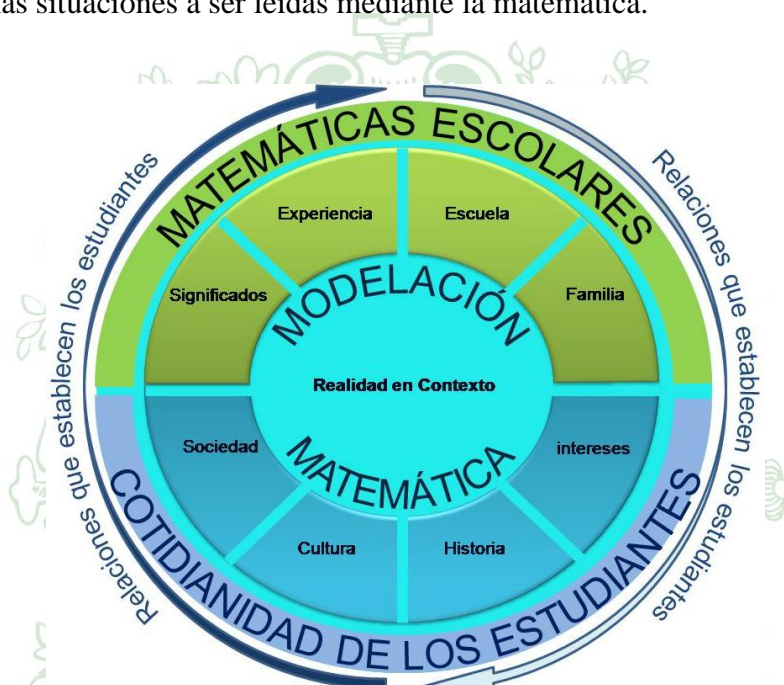 las situaciones a ser leídas mediante la matemática.
MATEMÁTICAS ESCOLARES
Relaciones que establecen los estudiantes
Relaciones que establecen los estudiantes
Experiencia
Escuela
Significados
Familia
MODELACIÓN
Realidad en Contexto
MATEMÁTICA
Sociedad
intereses
Cultura
Historia
COTIDIANIDAD DE LOS ESTUDIANTES